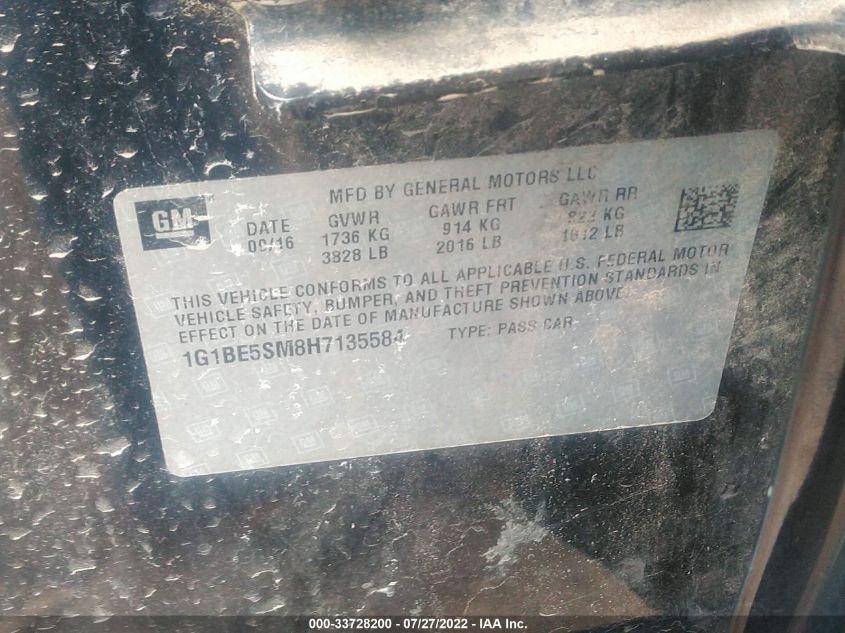 GM
MFD BY GENERAL MOTORS LLC
DATE GVWR GAWR FRT GAWR RR
1736 KG 914 KG KG
3828 LB 2016 LB LB
THIS VEHICLE CONFORMS TO ALL APPLICABLE U.S. FEDERAL MOTOR
VEHICLE SAFETY, BUMPER, AND THEFT PREVENTION STANDARDS IN
EFFECT ON THE DATE OF MANUFACTURE SHOWN ABOVE.
1G1BE5SM8H7135584 TYPE: PASS CAR
000-33728200 - 07/27/2022 - IAA Inc.